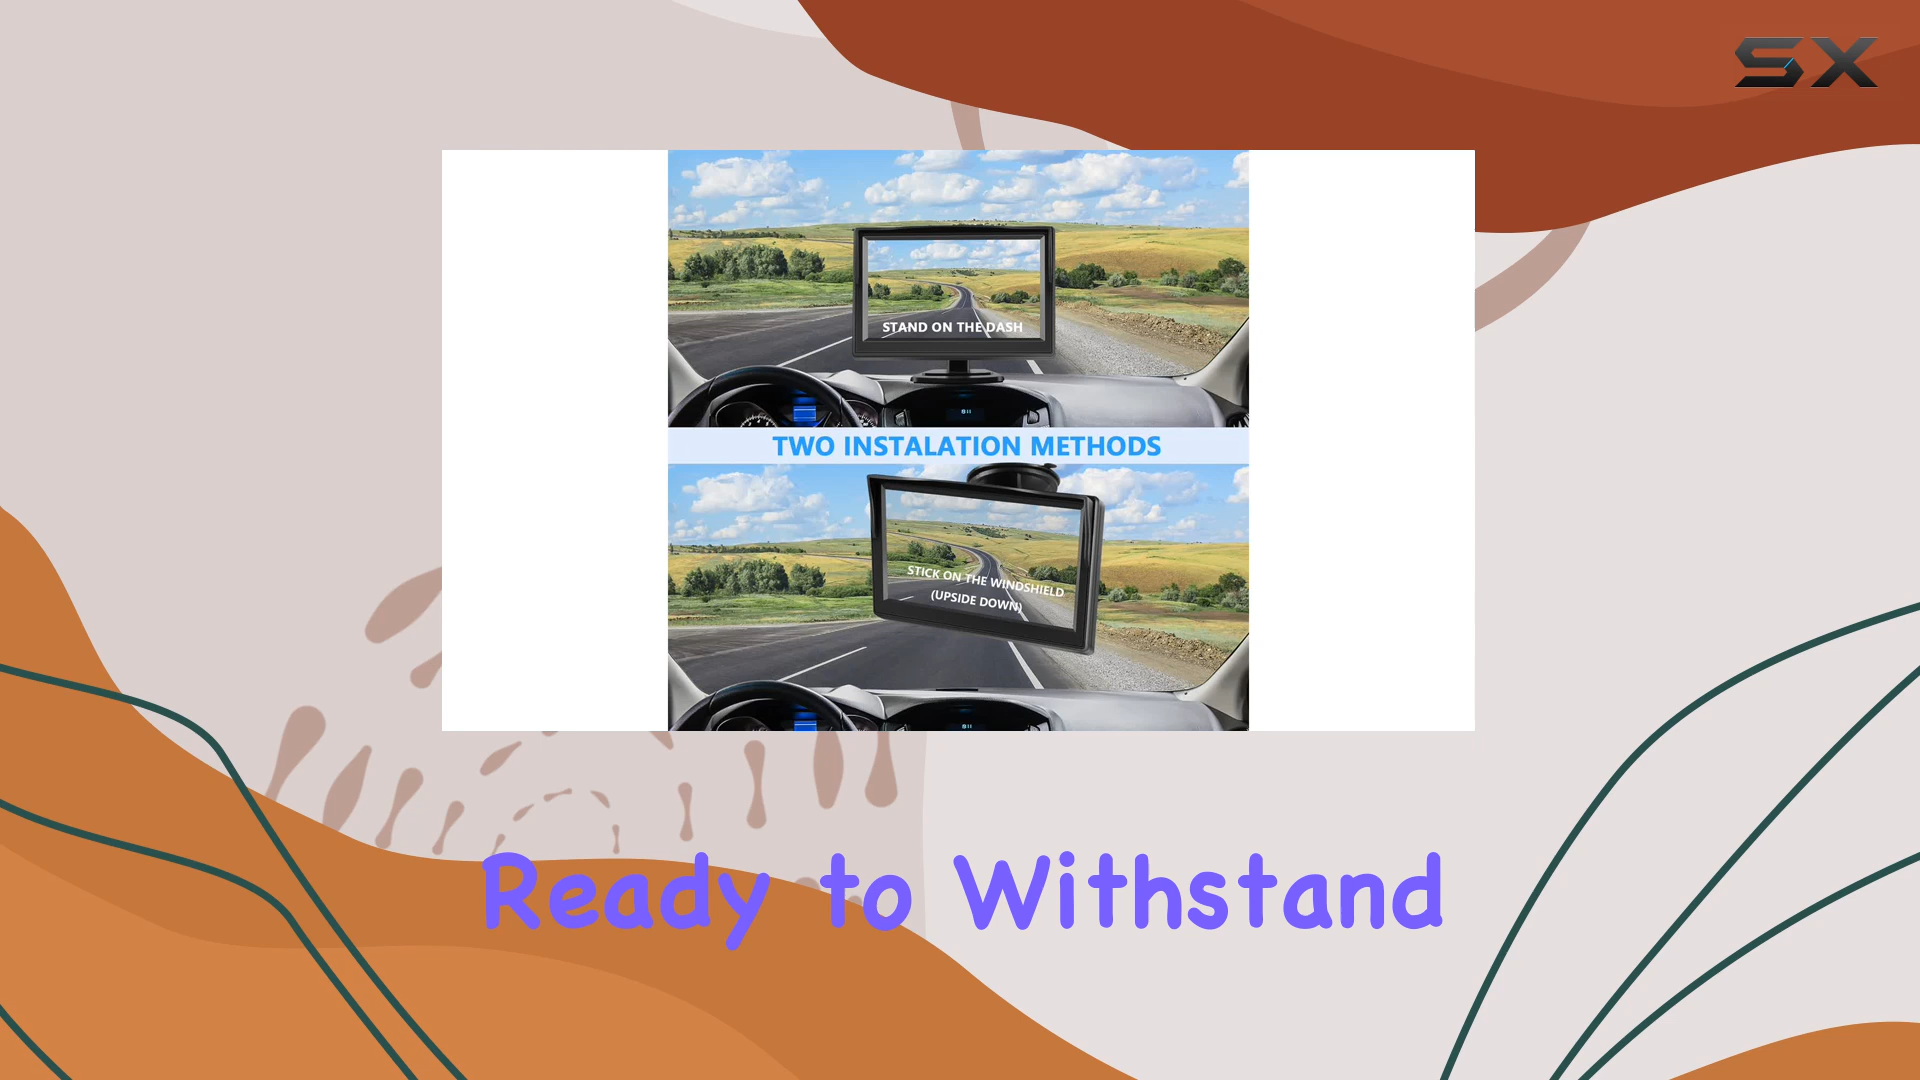 SX
STAND ON THE DASH
TWO INSTALATION METHODS
STICK ON THE WINDSHIELD
(UPSIDE DOWN)
Ready to Withstand